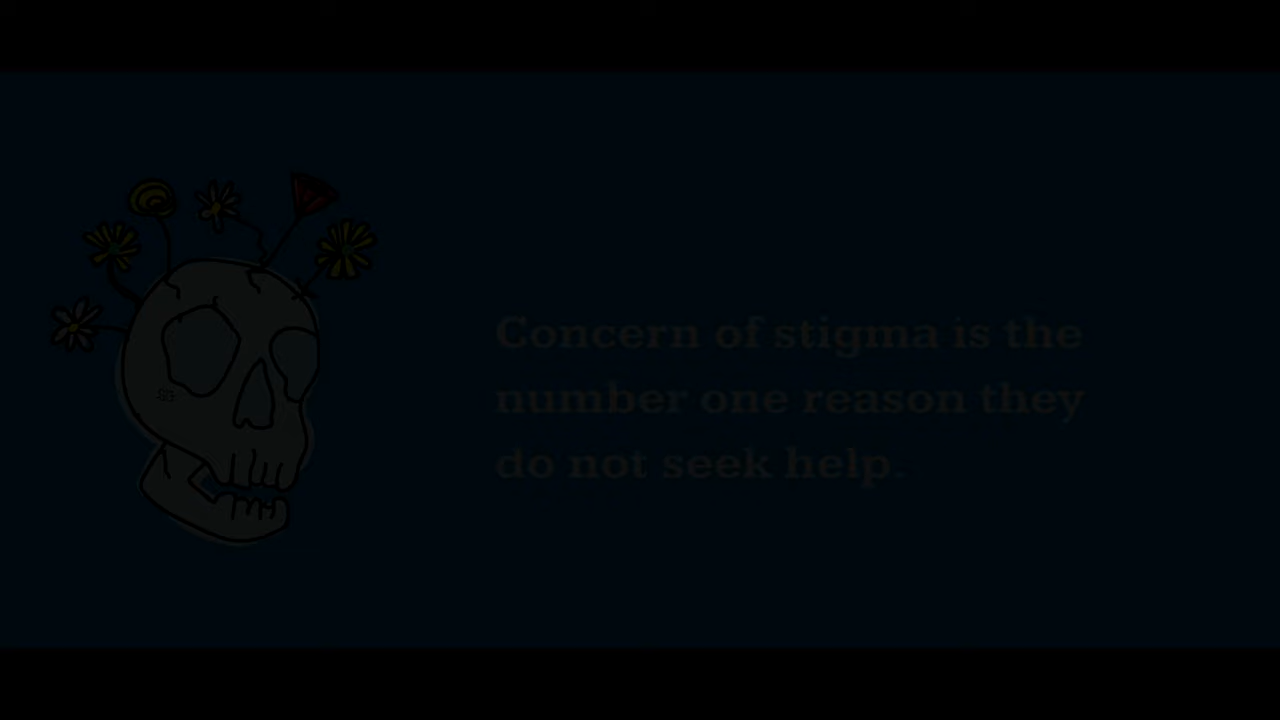 Concern of stigma is the
number one reason they
do not seek help.